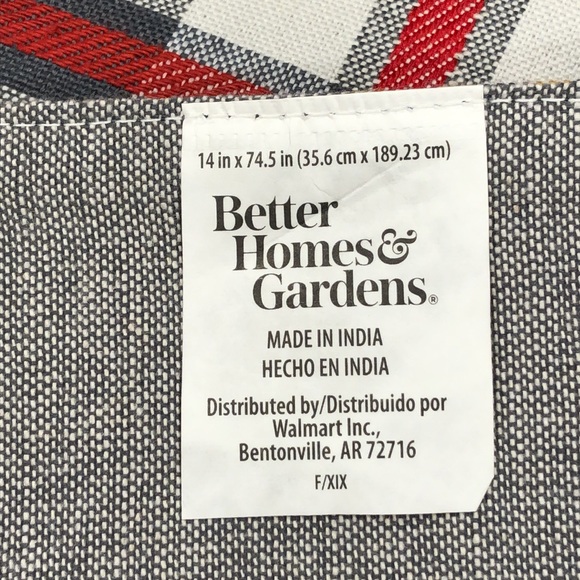 14 in x 74.5 in (35.6 cm x 189.23 cm)
Better
Homes&
Gardens®
MADE IN INDIA
HECHO EN INDIA
Distributed by/Distribuido por
Walmart Inc.,
Bentonville, AR 72716
F/XIX